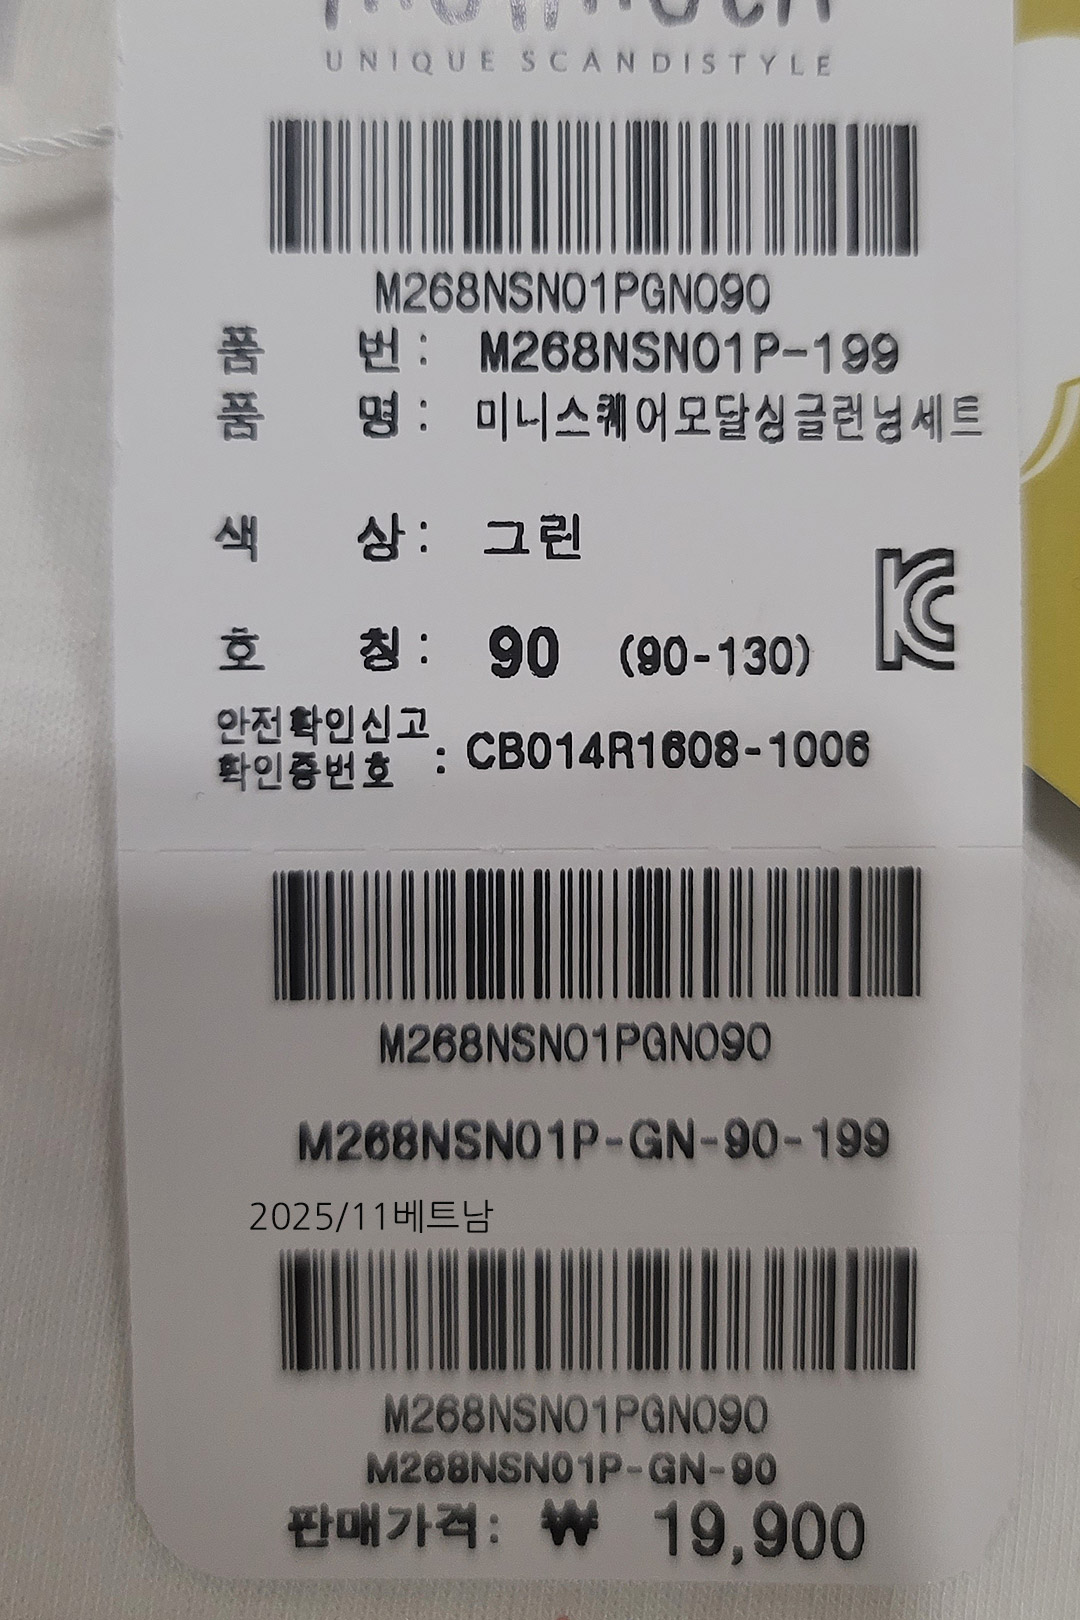 UNIQUE SCANDISTYLE
M268NSN01PGN090
품 번 : M268NSN01P-199
품 명 : 미니스퀘어모달싱글런닝세트
색 상 : 그린
호 칭 : 90 (90-130)
안전확인신고
확인증번호 : CB014R1608-1006
M268NSN01PGN090
M268NSN01P-GN-90-199
2025/11베트남
M268NSN01PGN090
M268NSN01P-GN-90
판매가격: ₩ 19,900